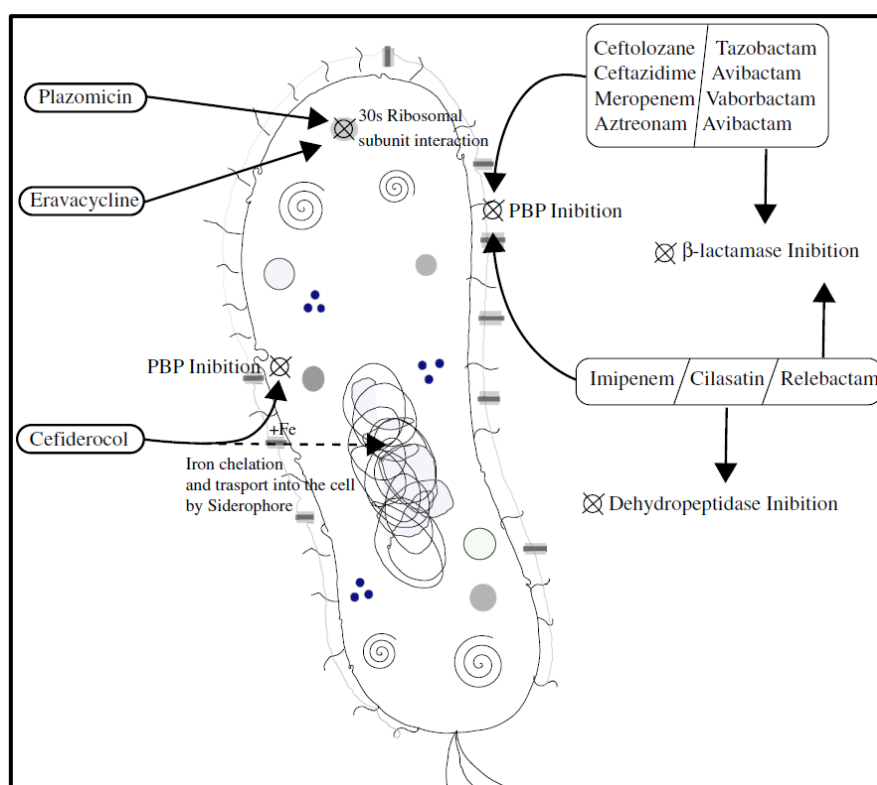 Plazomicin
Eravacycline
30s Ribosomal
subunit interaction
Ceftolozane / Tazobactam
Ceftazidime / Avibactam
Meropenem / Vaborbactam
Aztreonam / Avibactam
PBP Inibition
β-lactamase Inibition
PBP Inibition
Imipenem / Cilasatin / Relebactam
Cefiderocol
+Fe
Iron chelation
and trasport into the cell
by Siderophore
Dehydropeptidase Inibition